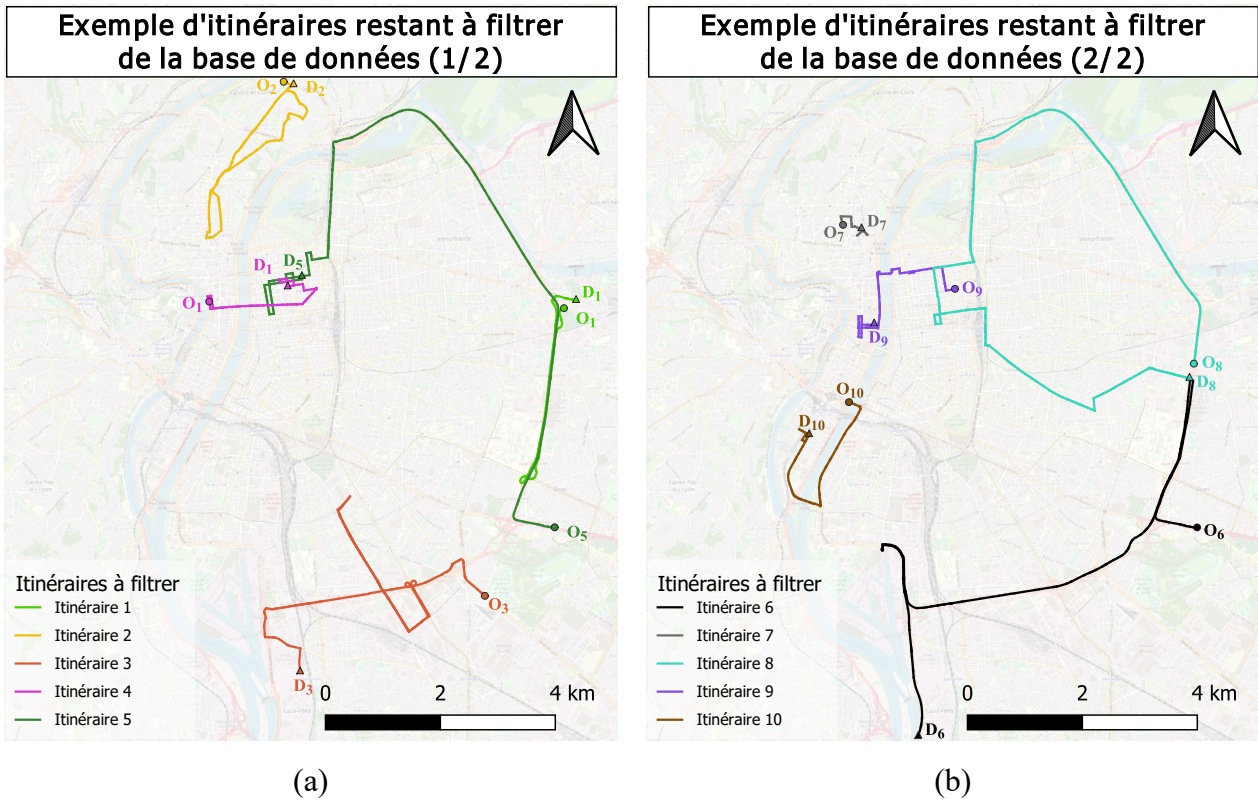 Exemple d'itinéraires restant à filtrer
de la base de données (1/2)
O2
D2
D1
D5
O1
D1
O1
O5
O3
D3
Itinéraires à filtrer
Itinéraire 1
Itinéraire 2
Itinéraire 3
Itinéraire 4
Itinéraire 5
0 2 4 km
(a)
Exemple d'itinéraires restant à filtrer
de la base de données (2/2)
O7
D7
O9
D9
O8
D8
O10
D10
O6
D6
Itinéraires à filtrer
Itinéraire 6
Itinéraire 7
Itinéraire 8
Itinéraire 9
Itinéraire 10
0 2 4 km
(b)